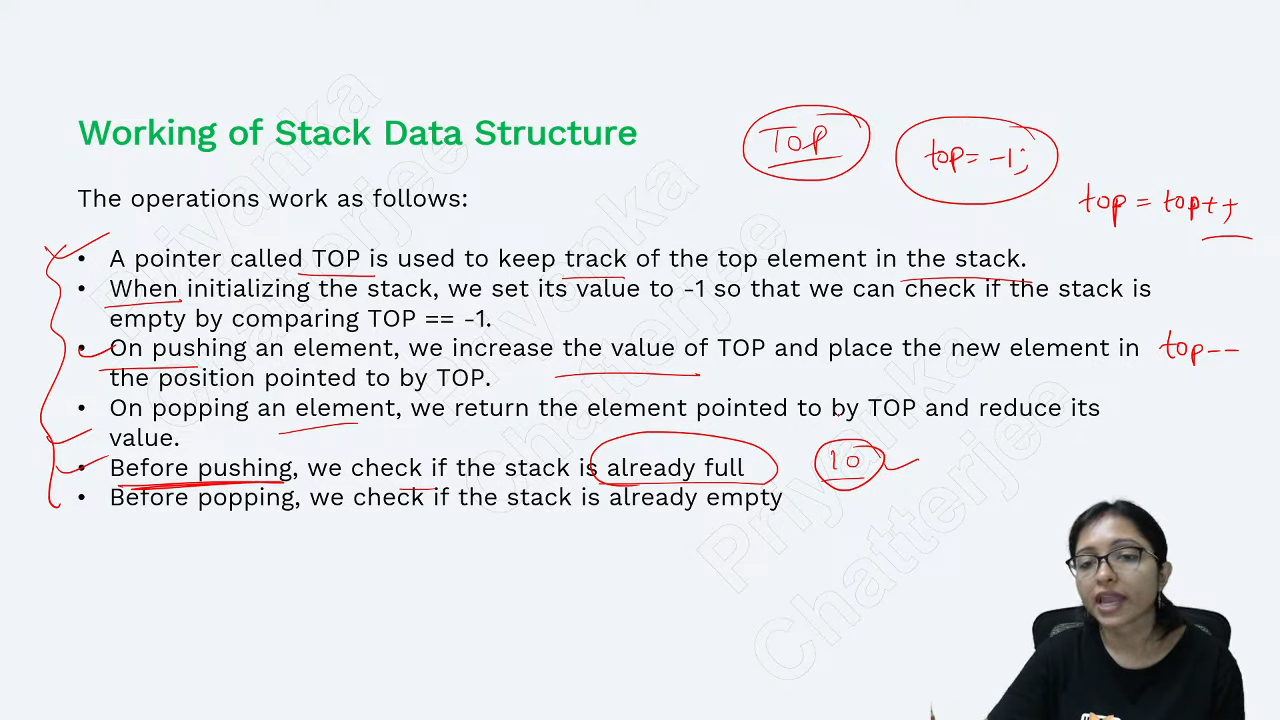 Working of Stack Data Structure
TOP
top= -1;
top = top++
The operations work as follows:
• A pointer called TOP is used to keep track of the top element in the stack.
• When initializing the stack, we set its value to -1 so that we can check if the stack is
empty by comparing TOP == -1.
• On pushing an element, we increase the value of TOP and place the new element in
the position pointed to by TOP.
top--
• On popping an element, we return the element pointed to by TOP and reduce its
value.
• Before pushing, we check if the stack is already full
10
• Before popping, we check if the stack is already empty
Priyanka
Chatterjee
Priyanka
Chatterjee
Priyanka
Chatterjee